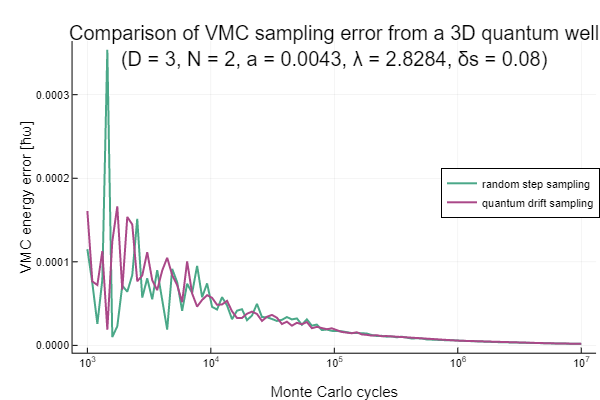 Comparison of VMC sampling error from a 3D quantum well
(D = 3, N = 2, a = 0.0043, λ = 2.8284, δs = 0.08)
VMC energy error [ħω]
0.0003
0.0002
0.0001
0.0000
random step sampling
quantum drift sampling
10³
10⁴
10⁵
10⁶
10⁷
Monte Carlo cycles